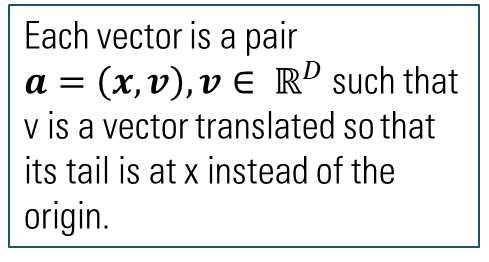 Each vector is a pair
𝒂 = (𝒙, 𝒗), 𝒗 ∈ ℝᴰ such that
v is a vector translated so that
its tail is at x instead of the
origin.